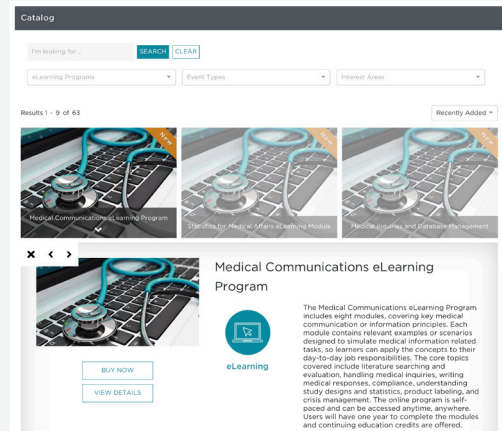 Catalog
I'm looking for...
SEARCH
CLEAR
eLearning Programs
Event Types
Interest Areas
Results 1 - 9 of 63
Recently Added
New
New
New
Medical Communications eLearning Program
Statistics for Medical Affairs eLearning Module
Medical Inquiries and Database Management
Medical Communications eLearning
Program
BUY NOW
VIEW DETAILS
eLearning
The Medical Communications eLearning Program
includes eight modules, covering key medical
communication or information principles. Each
module contains relevant examples or scenarios
designed to simulate medical information related
tasks, so learners can apply the concepts to their
day-to-day job responsibilities. The core topics
covered include literature searching and
evaluation, handling medical inquiries, writing
medical responses, compliance, understanding
study designs and statistics, product labeling, and
crisis management. The online program is self-
paced and can be accessed anytime, anywhere.
Users will have one year to complete the modules
and continuing education credits are offered.